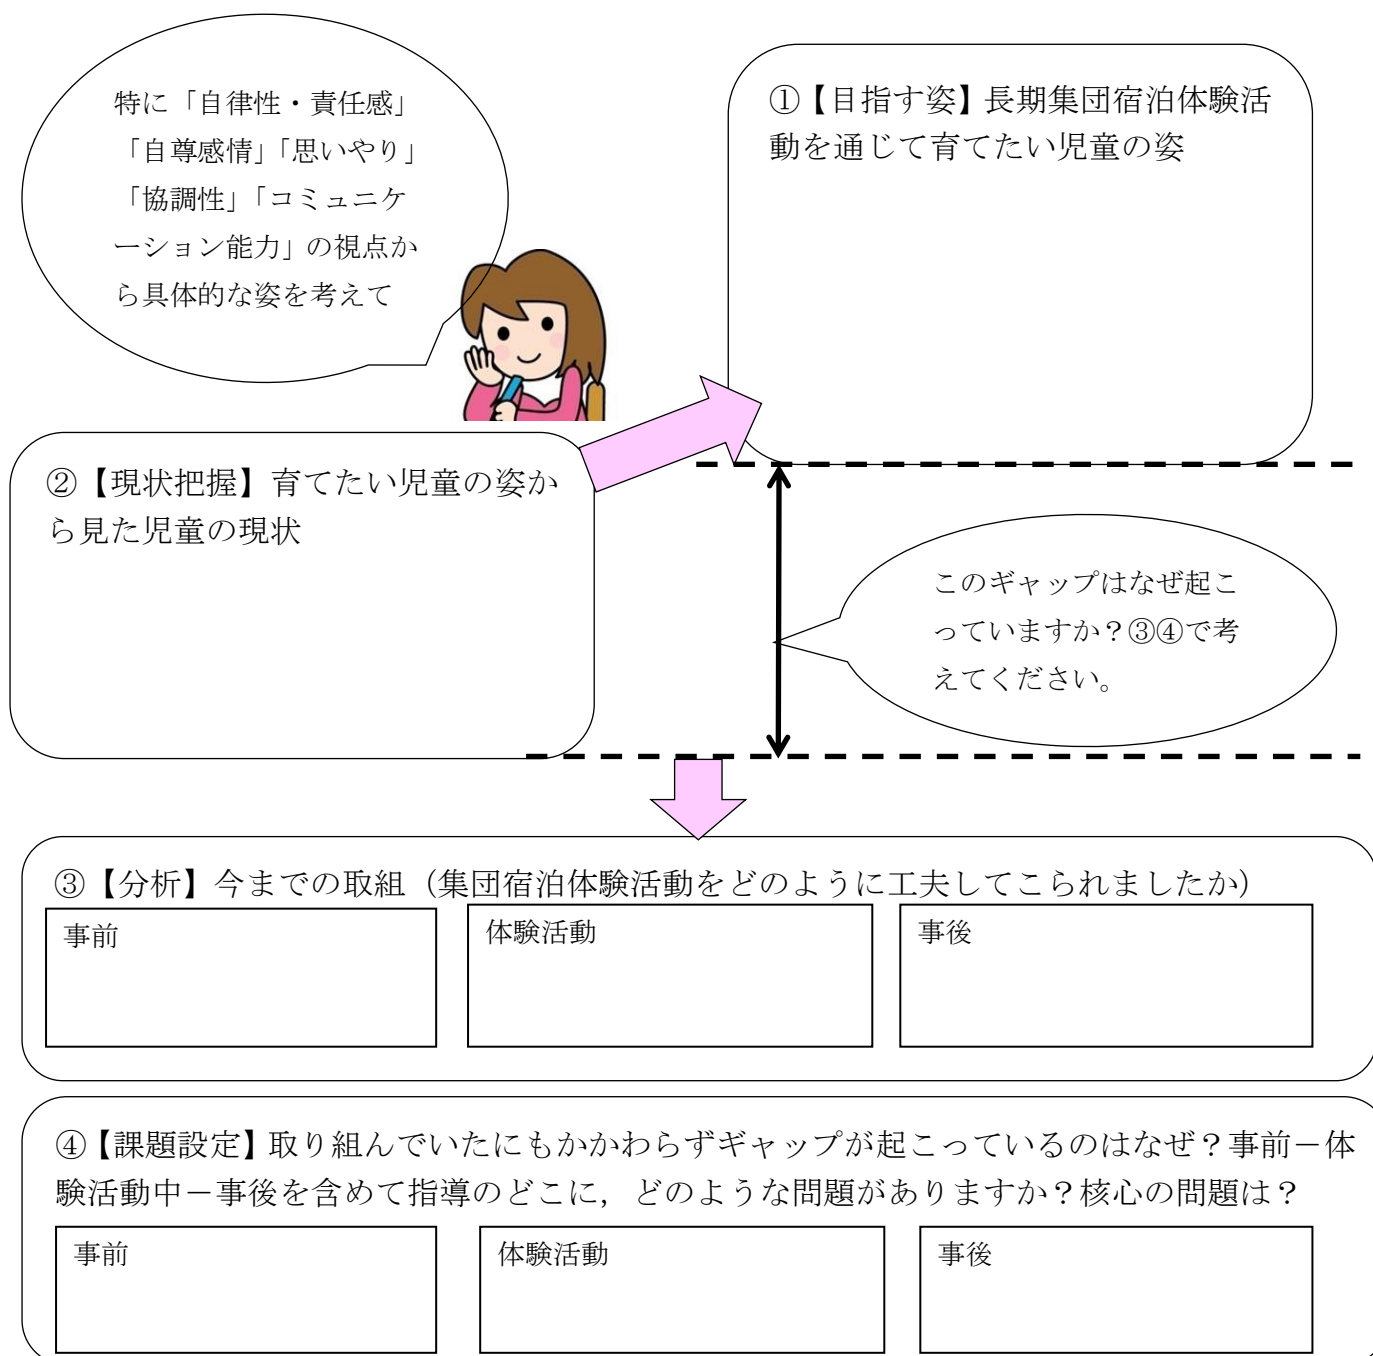 特に「自律性・責任感」
「自尊感情」「思いやり」
「協調性」「コミュニケ
ーション能力」の視点か
ら具体的な姿を考えて
①【目指す姿】長期集団宿泊体験活
動を通じて育てたい児童の姿
②【現状把握】育てたい児童の姿か
ら見た児童の現状
このギャップはなぜ起こ
っていますか？③④で考
えてください。
③【分析】今までの取組（集団宿泊体験活動をどのように工夫してこられましたか）
事前
体験活動
事後
④【課題設定】取り組んでいたにもかかわらずギャップが起こっているのはなぜ？事前－体
験活動中－事後を含めて指導のどこに，どのような問題がありますか？核心の問題は？
事前
体験活動
事後